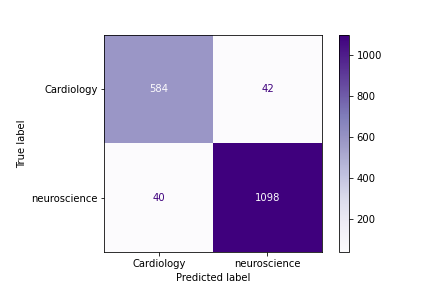 1000
Cardiology 584 42
800
True label
600
neuroscience 40 1098
400
200
Cardiology neuroscience
Predicted label